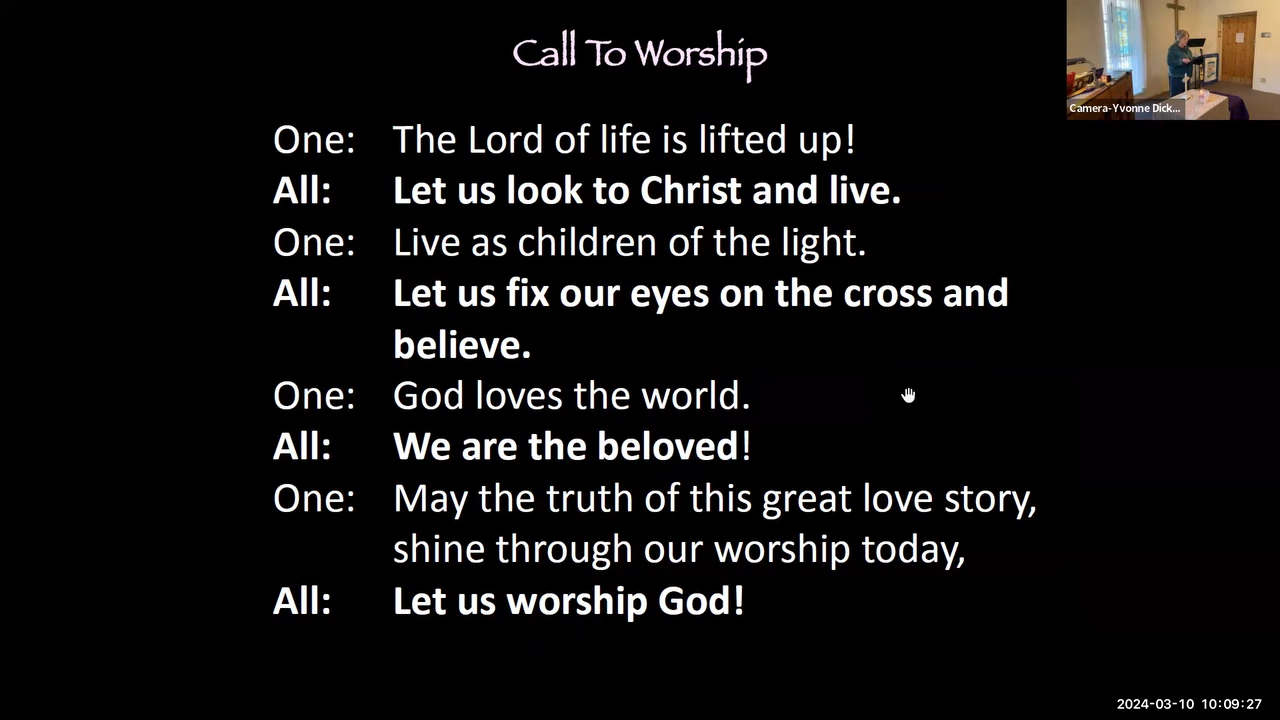 Call To Worship
Camera-Yvonne Dick...
One: The Lord of life is lifted up!
All: Let us look to Christ and live.
One: Live as children of the light.
All: Let us fix our eyes on the cross and
believe.
One: God loves the world.
All: We are the beloved!
One: May the truth of this great love story,
shine through our worship today,
All: Let us worship God!
2024-03-10 10:09:27